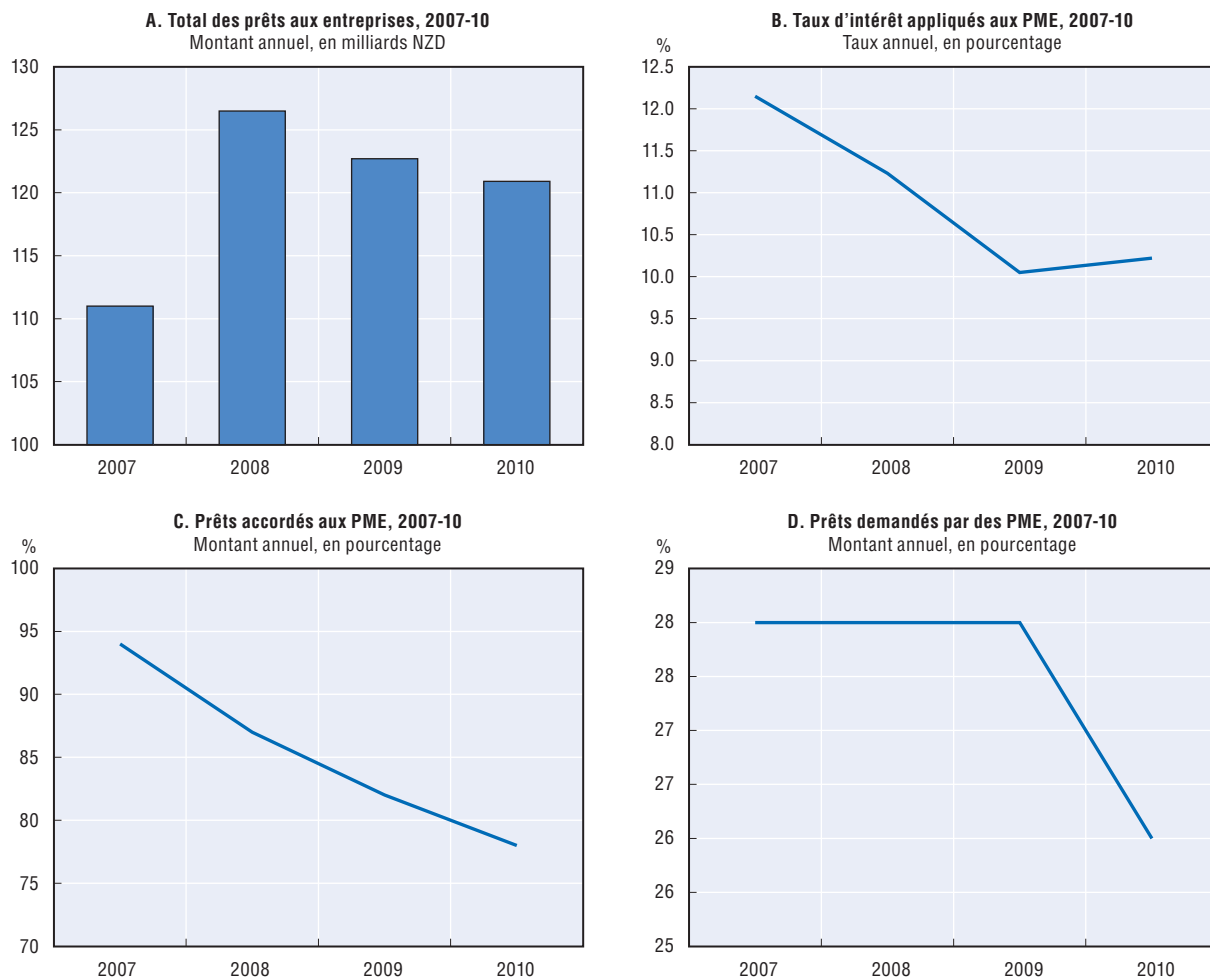 A. Total des prêts aux entreprises, 2007-10
Montant annuel, en milliards NZD
130
125
120
115
110
105
100
2007 2008 2009 2010
B. Taux d’intérêt appliqués aux PME, 2007-10
Taux annuel, en pourcentage
%
12.5
12.0
11.5
11.0
10.5
10.0
9.5
9.0
8.5
8.0
2007 2008 2009 2010
C. Prêts accordés aux PME, 2007-10
Montant annuel, en pourcentage
%
100
95
90
85
80
75
70
2007 2008 2009 2010
D. Prêts demandés par des PME, 2007-10
Montant annuel, en pourcentage
%
29
28
28
27
27
26
26
25
2007 2008 2009 2010